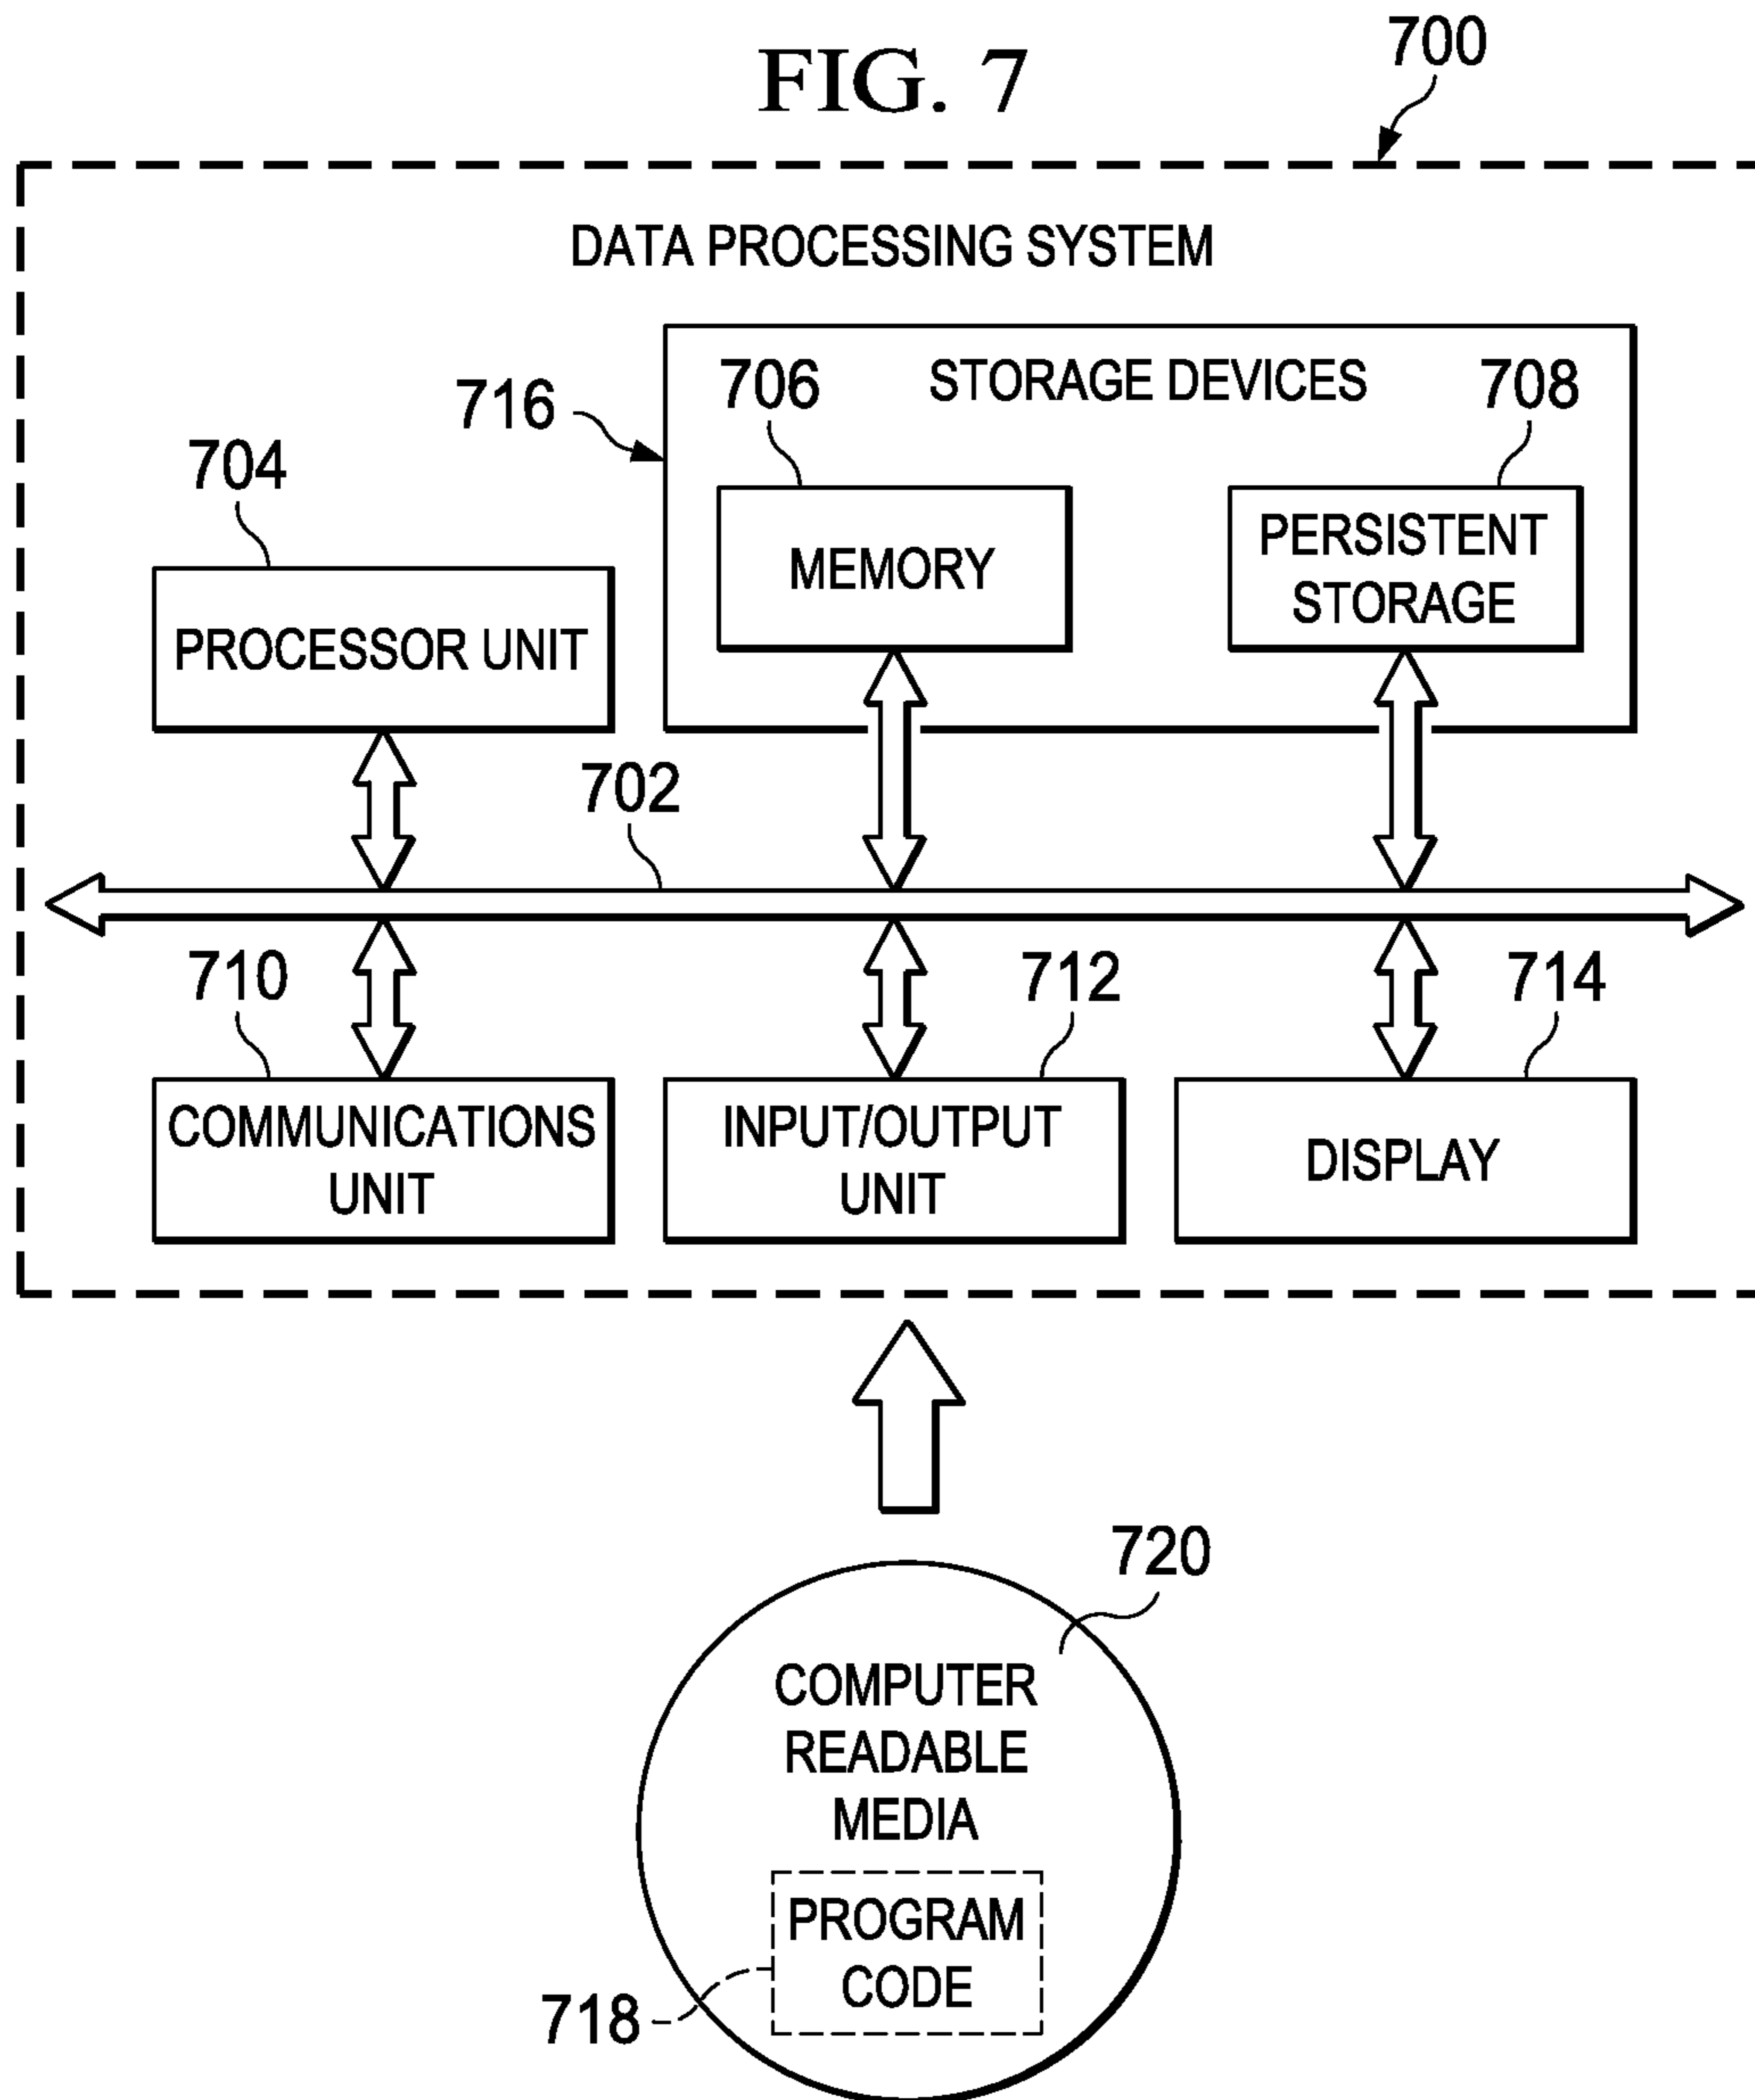 FIG. 7
700
DATA PROCESSING SYSTEM
716
706
STORAGE DEVICES
708
704
MEMORY
PERSISTENT
STORAGE
PROCESSOR UNIT
702
710
712
714
COMMUNICATIONS
UNIT
INPUT/OUTPUT
UNIT
DISPLAY
720
COMPUTER
READABLE
MEDIA
PROGRAM
CODE
718